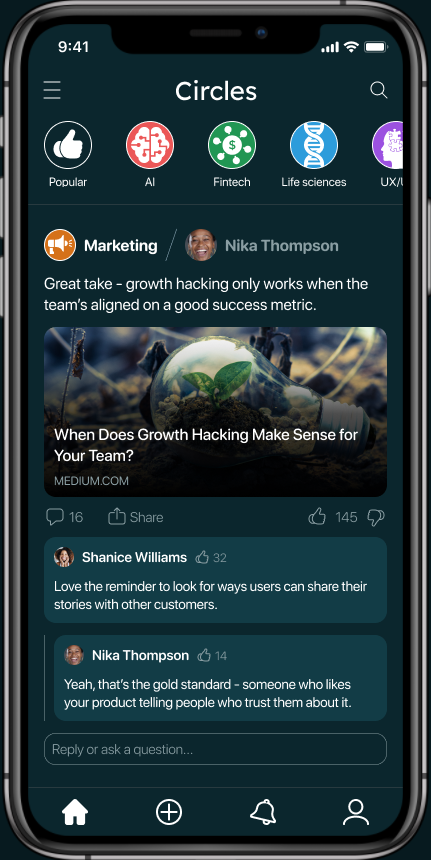 9:41
Circles
Popular
AI
$
Fintech
Life sciences
UX/U
Marketing / Nika Thompson
Great take - growth hacking only works when the
team’s aligned on a good success metric.
When Does Growth Hacking Make Sense for
Your Team?
MEDIUM.COM
16 Share 145
Shanice Williams 32
Love the reminder to look for ways users can share their
stories with other customers.
Nika Thompson 14
Yeah, that’s the gold standard - someone who likes
your product telling people who trust them about it.
Reply or ask a question...